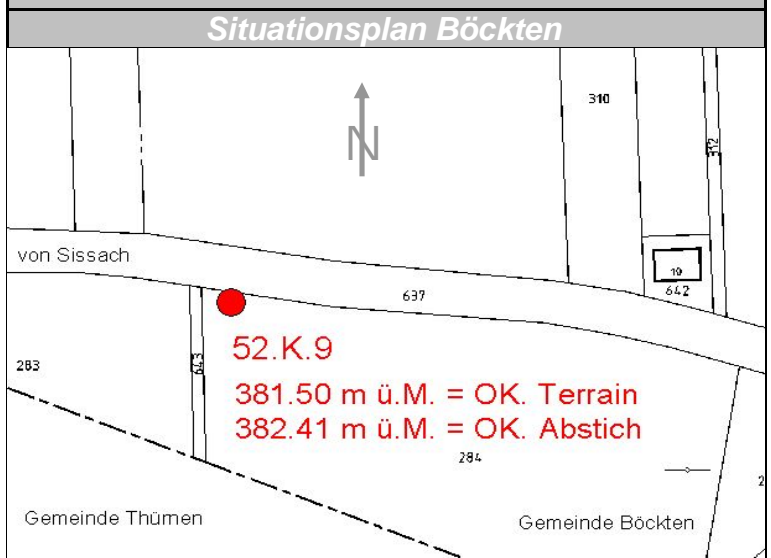 Situationsplan Böckten
310
N
312
von Sissach
19
642
637
52.K.9
643
283
381.50 m ü.M. = OK. Terrain
382.41 m ü.M. = OK. Abstich
284
2
Gemeinde Thürnen
Gemeinde Böckten